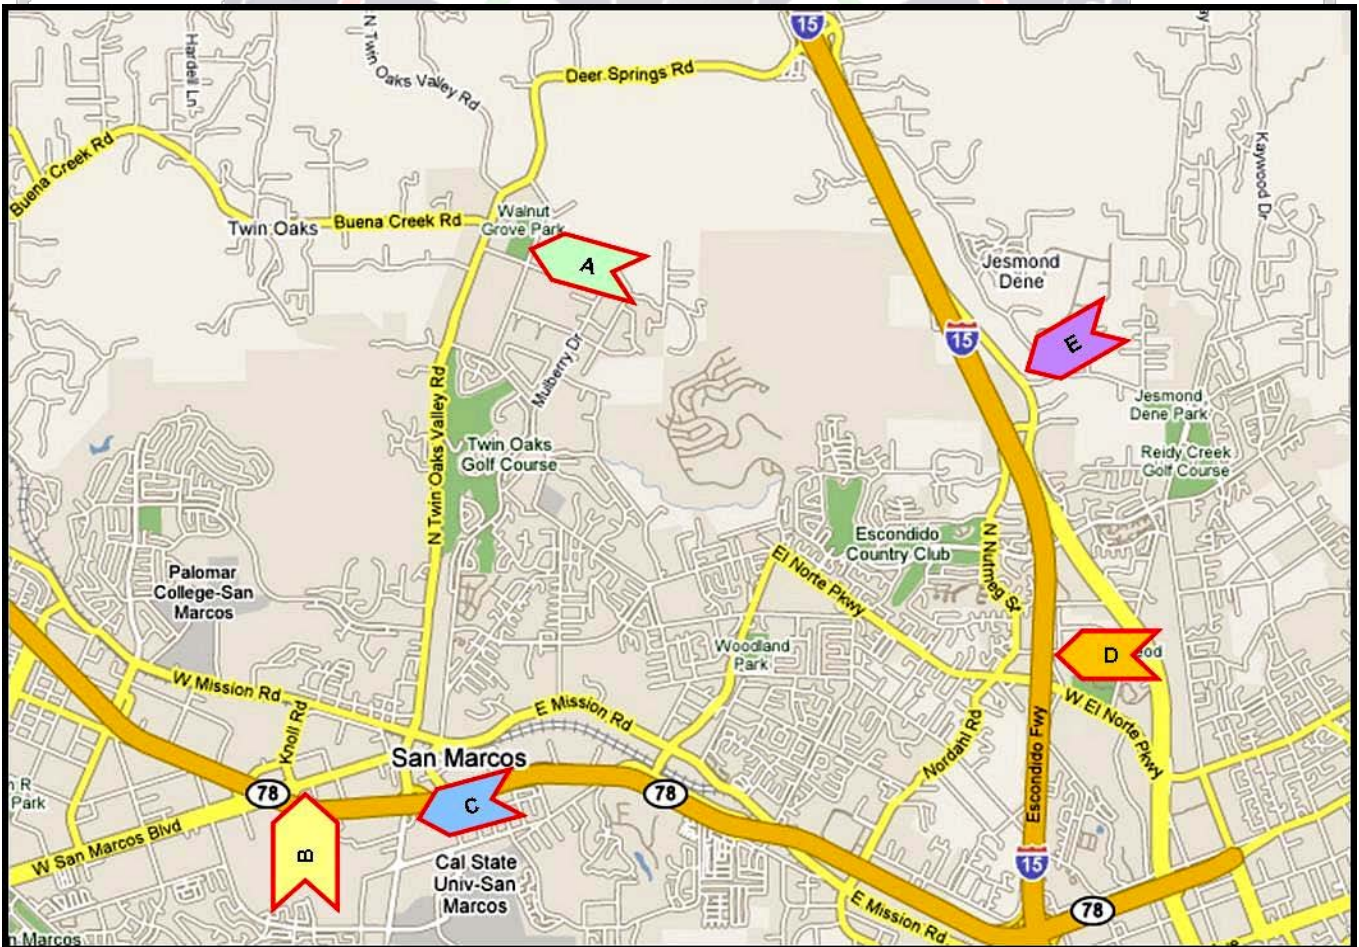 15
N Twin Oaks Valley Rd
Hardell Ln
Deer Springs Rd
Kaywood Dr
Buena Creek Rd
Walnut
Grove Park
Buena Creek Rd
Twin Oaks
A
Jesmond
Dene
15
E
Mulberry Dr
N Twin Oaks Valley Rd
Jesmond
Dene Park
Twin Oaks
Golf Course
Reidy Creek
Golf Course
Escondido
Country Club
N Nutmeg St
El Norte Pkwy
Palomar
College-San
Marcos
Woodland
Park
D
W Mission Rd
E Mission Rd
W El Norte Pkwy
Knoll Rd
Nordahl Rd
Escondido Fwy
San Marcos
78
78
C
Park
W San Marcos Blvd
B
15
Cal State
Univ-San
Marcos
E Mission Rd
78
Marcos